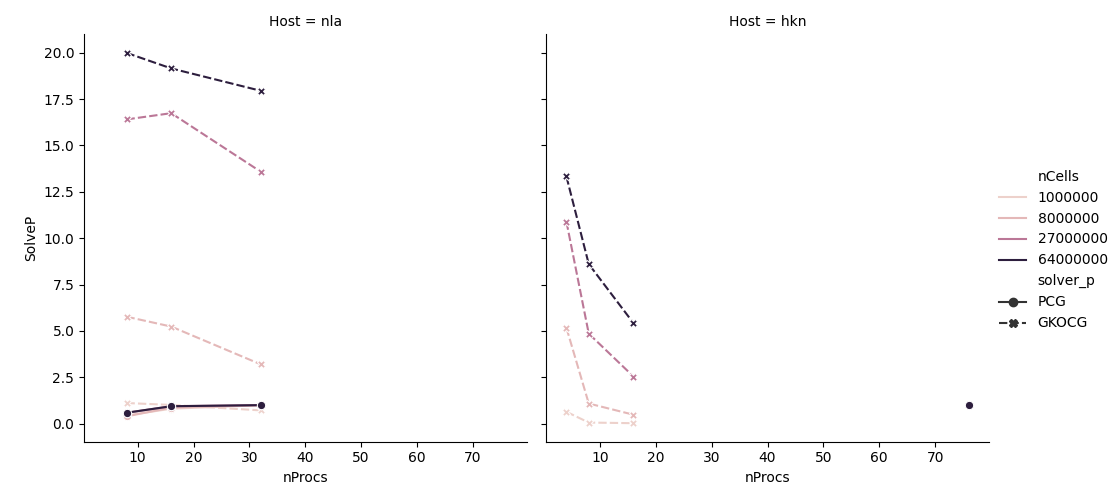 Host = nla
Host = hkn
20.0
17.5
15.0
12.5
10.0
7.5
5.0
2.5
0.0
SolveP
10 20 30 40 50 60 70
10 20 30 40 50 60 70
nProcs
nProcs
nCells
1000000
8000000
27000000
64000000
solver_p
PCG
GKOCG